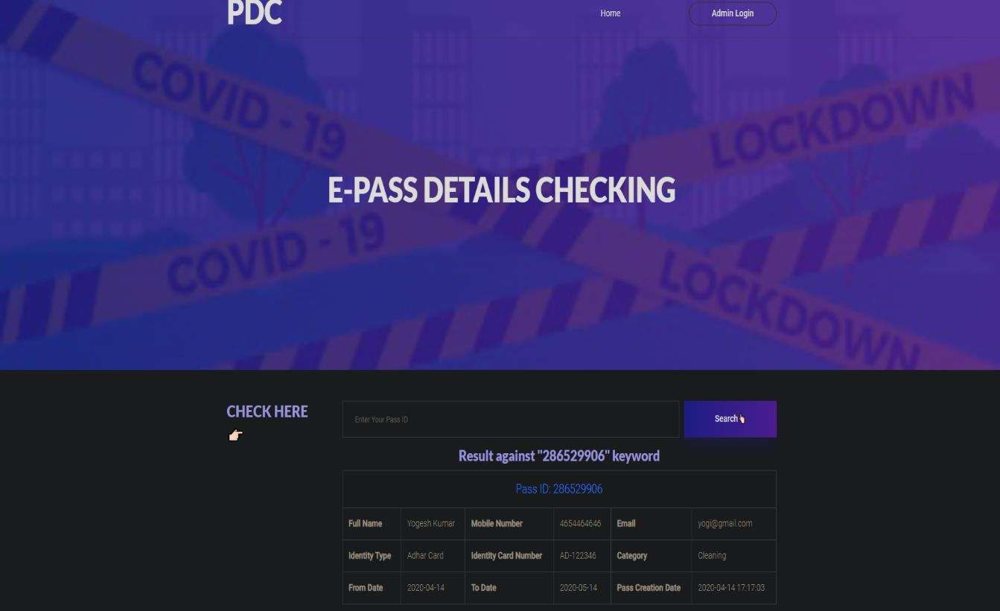 PDC
Home
Admin Login
COVID - 19
LOCKDOWN
E-PASS DETAILS CHECKING
COVID - 19
LOCKDOWN
CHECK HERE
Enter Your Pass ID
Search
Result against "286529906" keyword
Pass ID: 286529906
Full Name Yogesh Kumar Mobile Number 4654464646 Email yogi@gmail.com
Identity Type Adhar Card Identity Card Number AD-122346 Category Cleaning
From Date 2020-04-14 To Date 2020-05-14 Pass Creation Date 2020-04-14 17:17:03